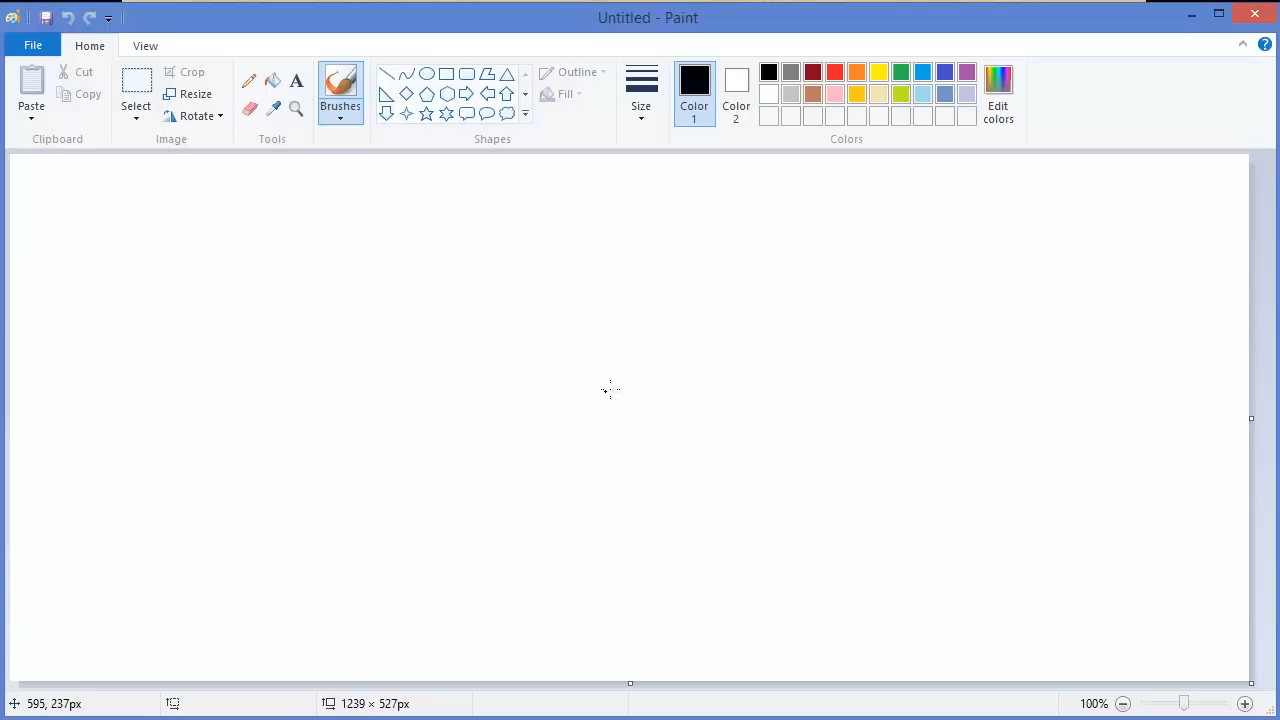 Untitled - Paint
File Home View
Paste Cut Copy Clipboard
Select Crop Resize Rotate Image
A Tools
Brushes
Outline Fill Shapes
Size
Color 1 Color 2 Edit colors Colors
595, 237px 1239 × 527px 100%